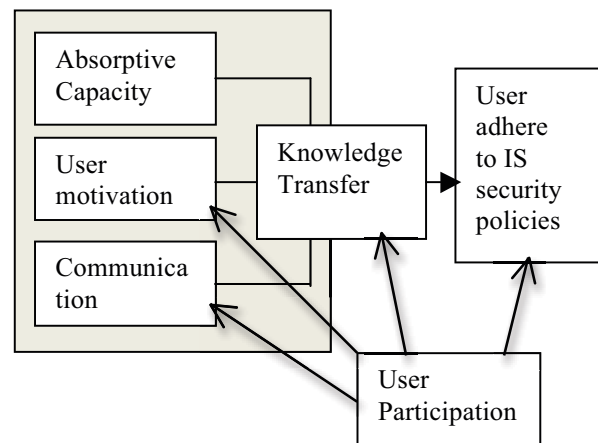 Absorptive
Capacity
User
motivation
Communica
tion
Knowledge
Transfer
User
adhere
to IS
security
policies
User
Participation